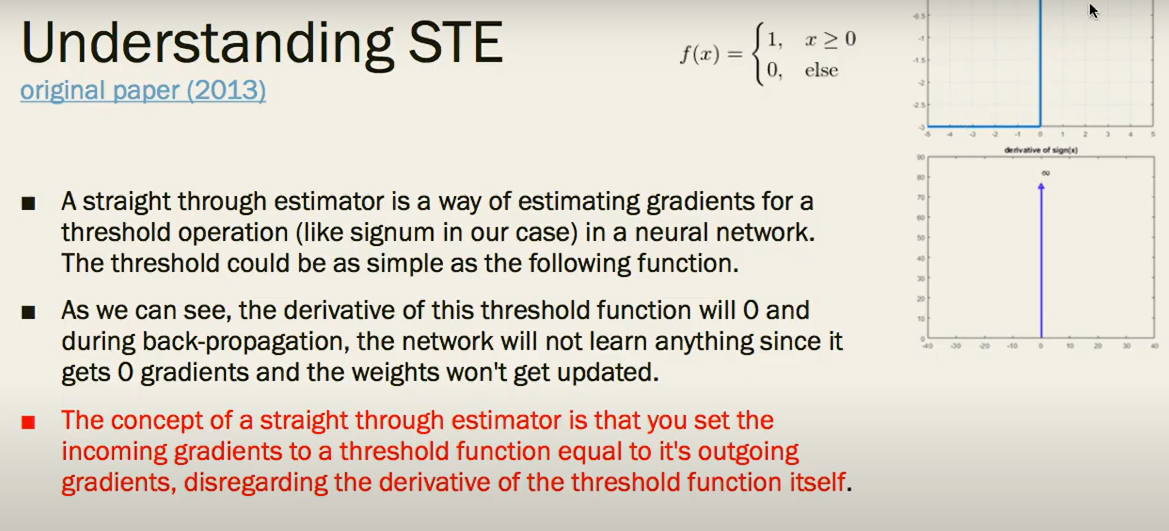 Understanding STE
original paper (2013)
f(x) = {1, x ≥ 0
0, else
A straight through estimator is a way of estimating gradients for a
threshold operation (like signum in our case) in a neural network.
The threshold could be as simple as the following function.
As we can see, the derivative of this threshold function will 0 and
during back-propagation, the network will not learn anything since it
gets 0 gradients and the weights won't get updated.
The concept of a straight through estimator is that you set the
incoming gradients to a threshold function equal to it's outgoing
gradients, disregarding the derivative of the threshold function itself.
-0.5
-1
-1.5
-2
-2.5
-3
-5 -4 -3 -2 -1 0 1 2 3 4 5
derivative of sign(x)
∞
90
80
70
60
50
40
30
20
10
0
-40 -30 -20 -10 0 10 20 30 40